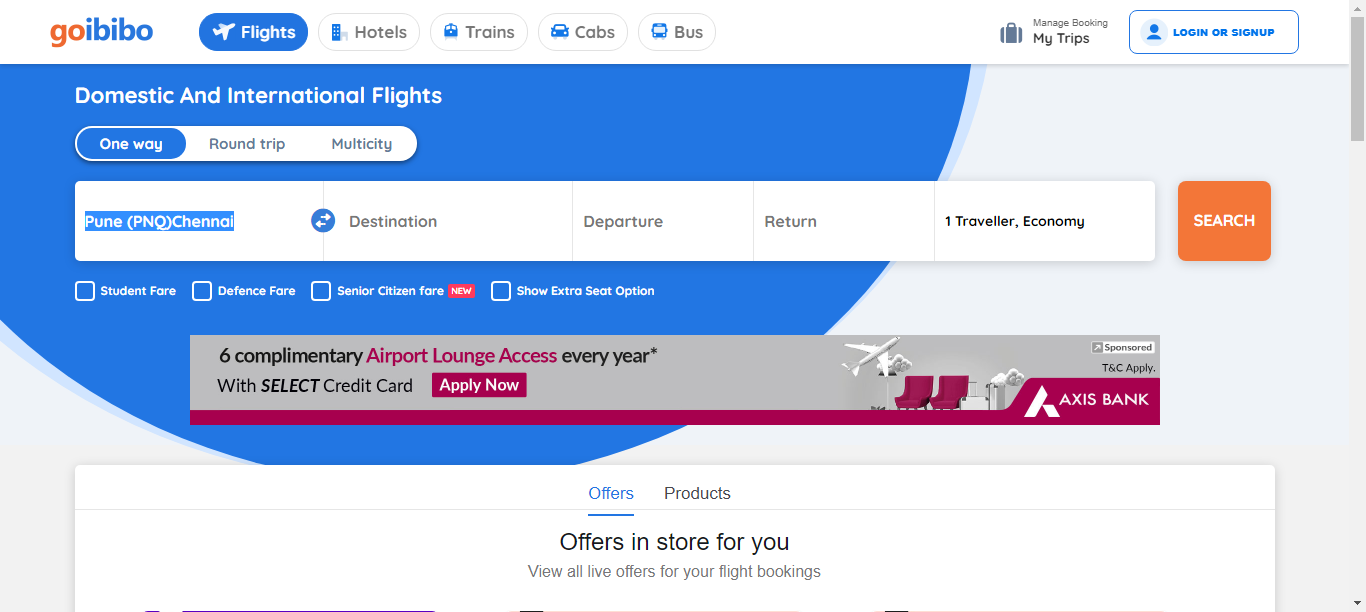 goibibo
Flights
Hotels
Trains
Cabs
Bus
Manage Booking
My Trips
LOGIN OR SIGNUP
Domestic And International Flights
One way
Round trip
Multicity
Pune (PNQ)Chennai
Destination
Departure
Return
1 Traveller, Economy
SEARCH
Student Fare
Defence Fare
Senior Citizen fare NEW
Show Extra Seat Option
6 complimentary Airport Lounge Access every year*
With SELECT Credit Card Apply Now
Sponsored
T&C Apply.
AXIS BANK
Offers
Products
Offers in store for you
View all live offers for your flight bookings